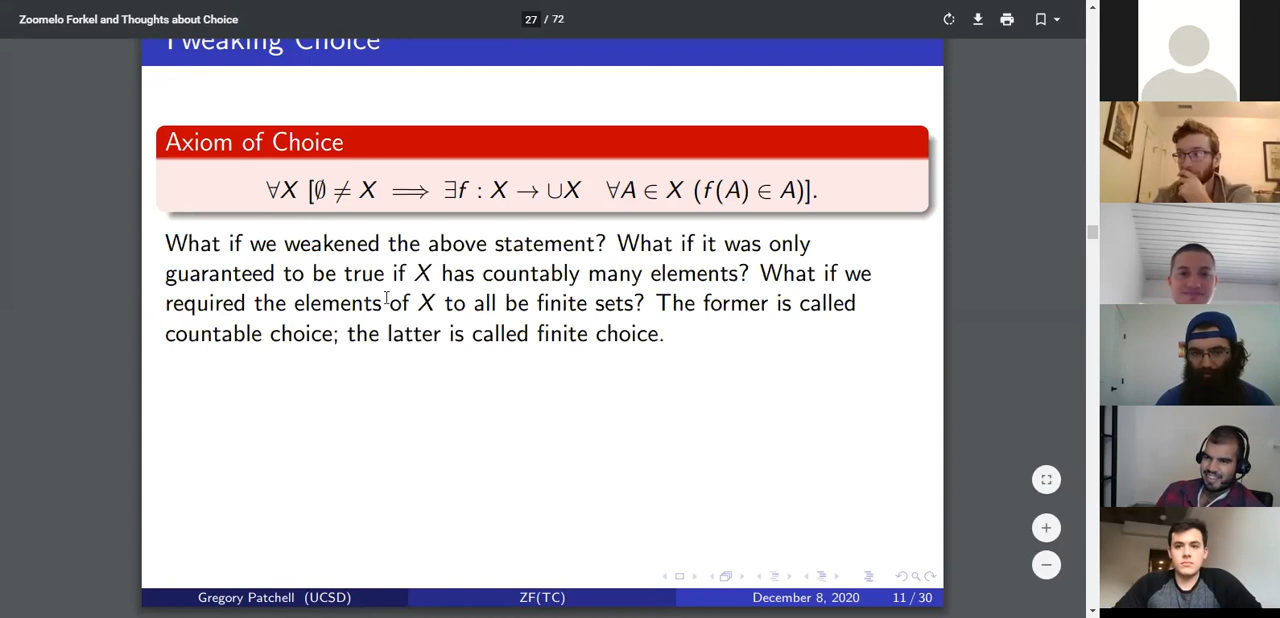 Zoomelo Forkel and Thoughts about Choice
27 / 72
Tweaking Choice
Axiom of Choice
∀X [∅ ≠ X ⟹ ∃f : X → ∪X ∀A ∈ X (f(A) ∈ A)].
What if we weakened the above statement? What if it was only
guaranteed to be true if X has countably many elements? What if we
required the elements of X to all be finite sets? The former is called
countable choice; the latter is called finite choice.
Gregory Patchell (UCSD) ZF(TC) December 8, 2020 11 / 30